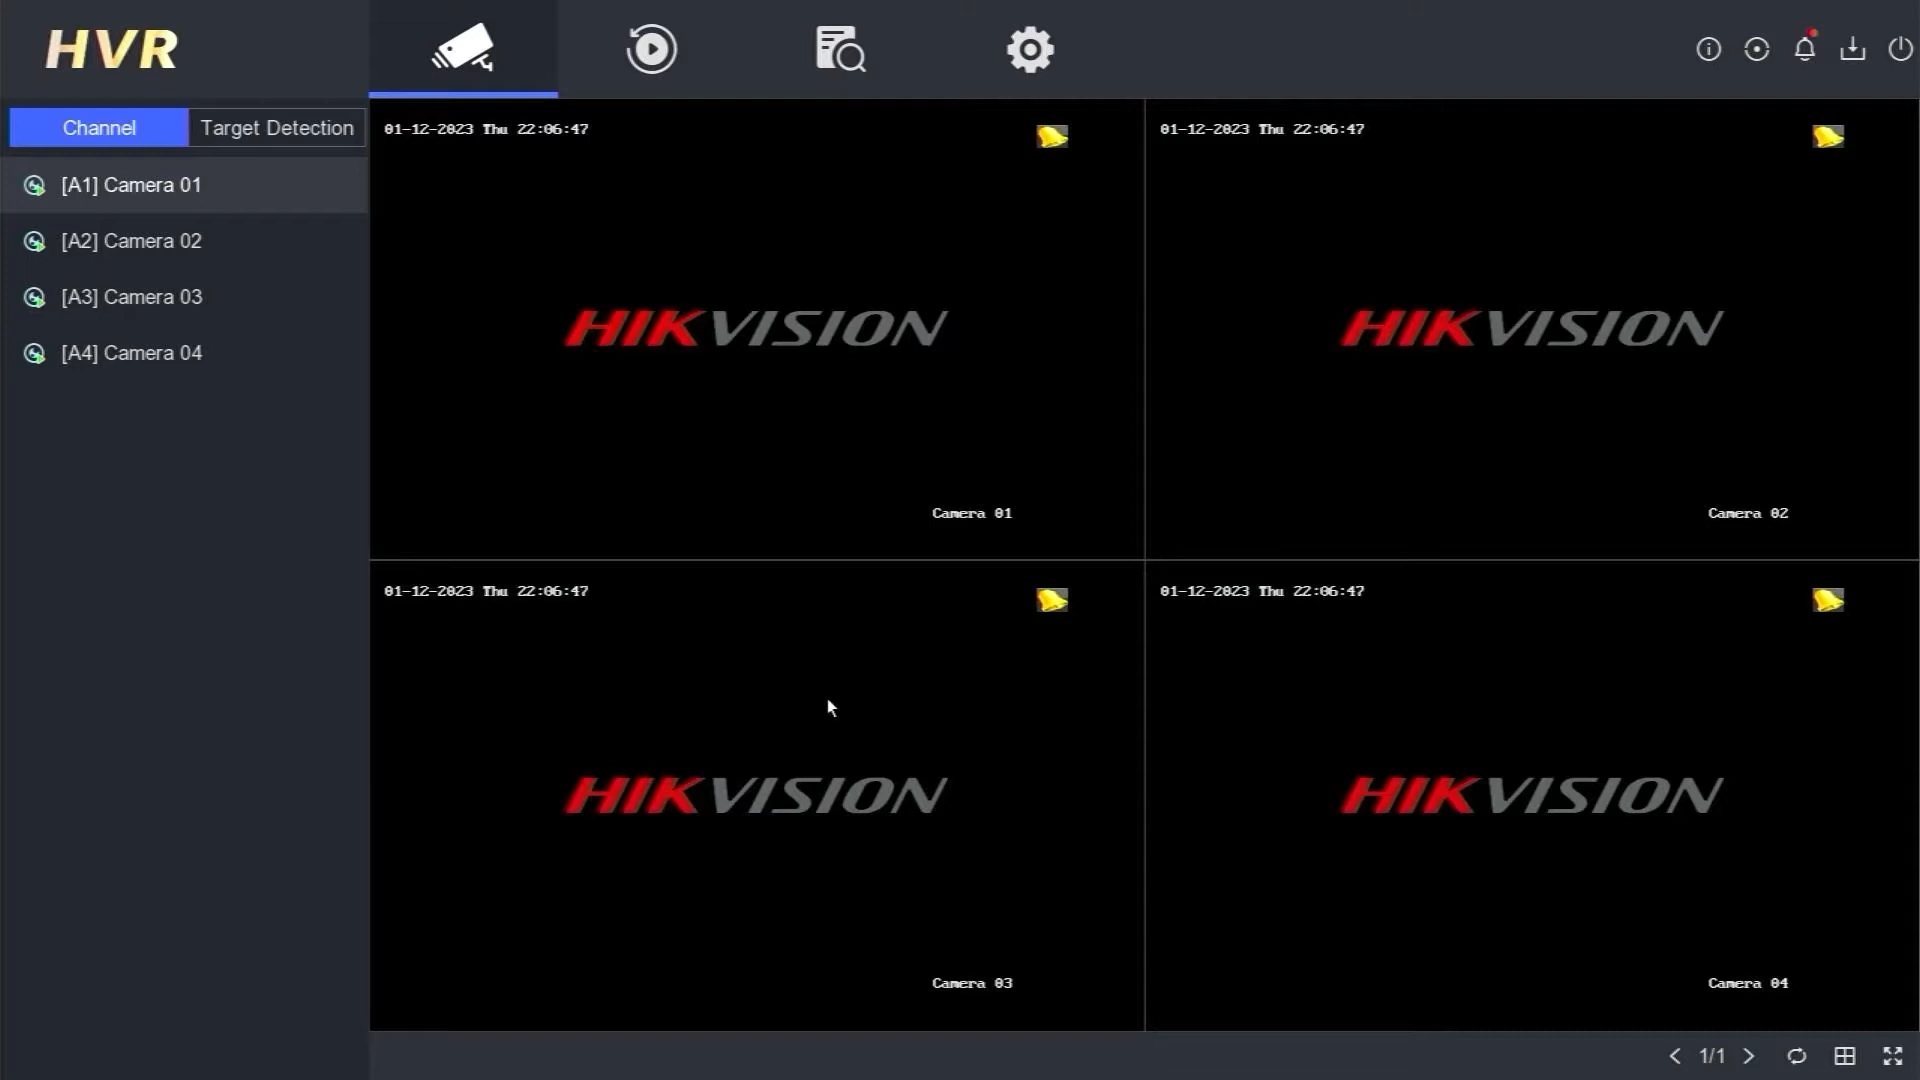 HVR
Channel
Target Detection
[A1] Camera 01
[A2] Camera 02
[A3] Camera 03
[A4] Camera 04
01-12-2023 Thu 22:06:47
HIKVISION
Camera 01
01-12-2023 Thu 22:06:47
HIKVISION
Camera 02
01-12-2023 Thu 22:06:47
HIKVISION
Camera 03
01-12-2023 Thu 22:06:47
HIKVISION
Camera 04
1/1